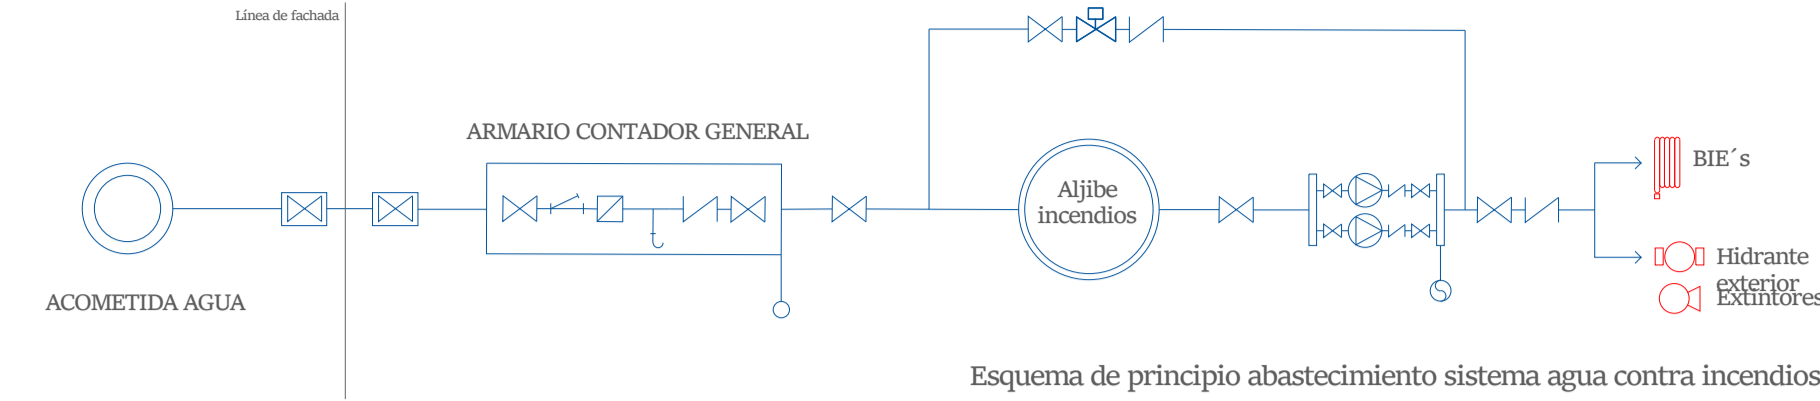 Línea de fachada
ARMARIO CONTADOR GENERAL
BIE´s
Aljibe
incendios
Hidrante
exterior
Extintores
ACOMETIDA AGUA
Esquema de principio abastecimiento sistema agua contra incendios